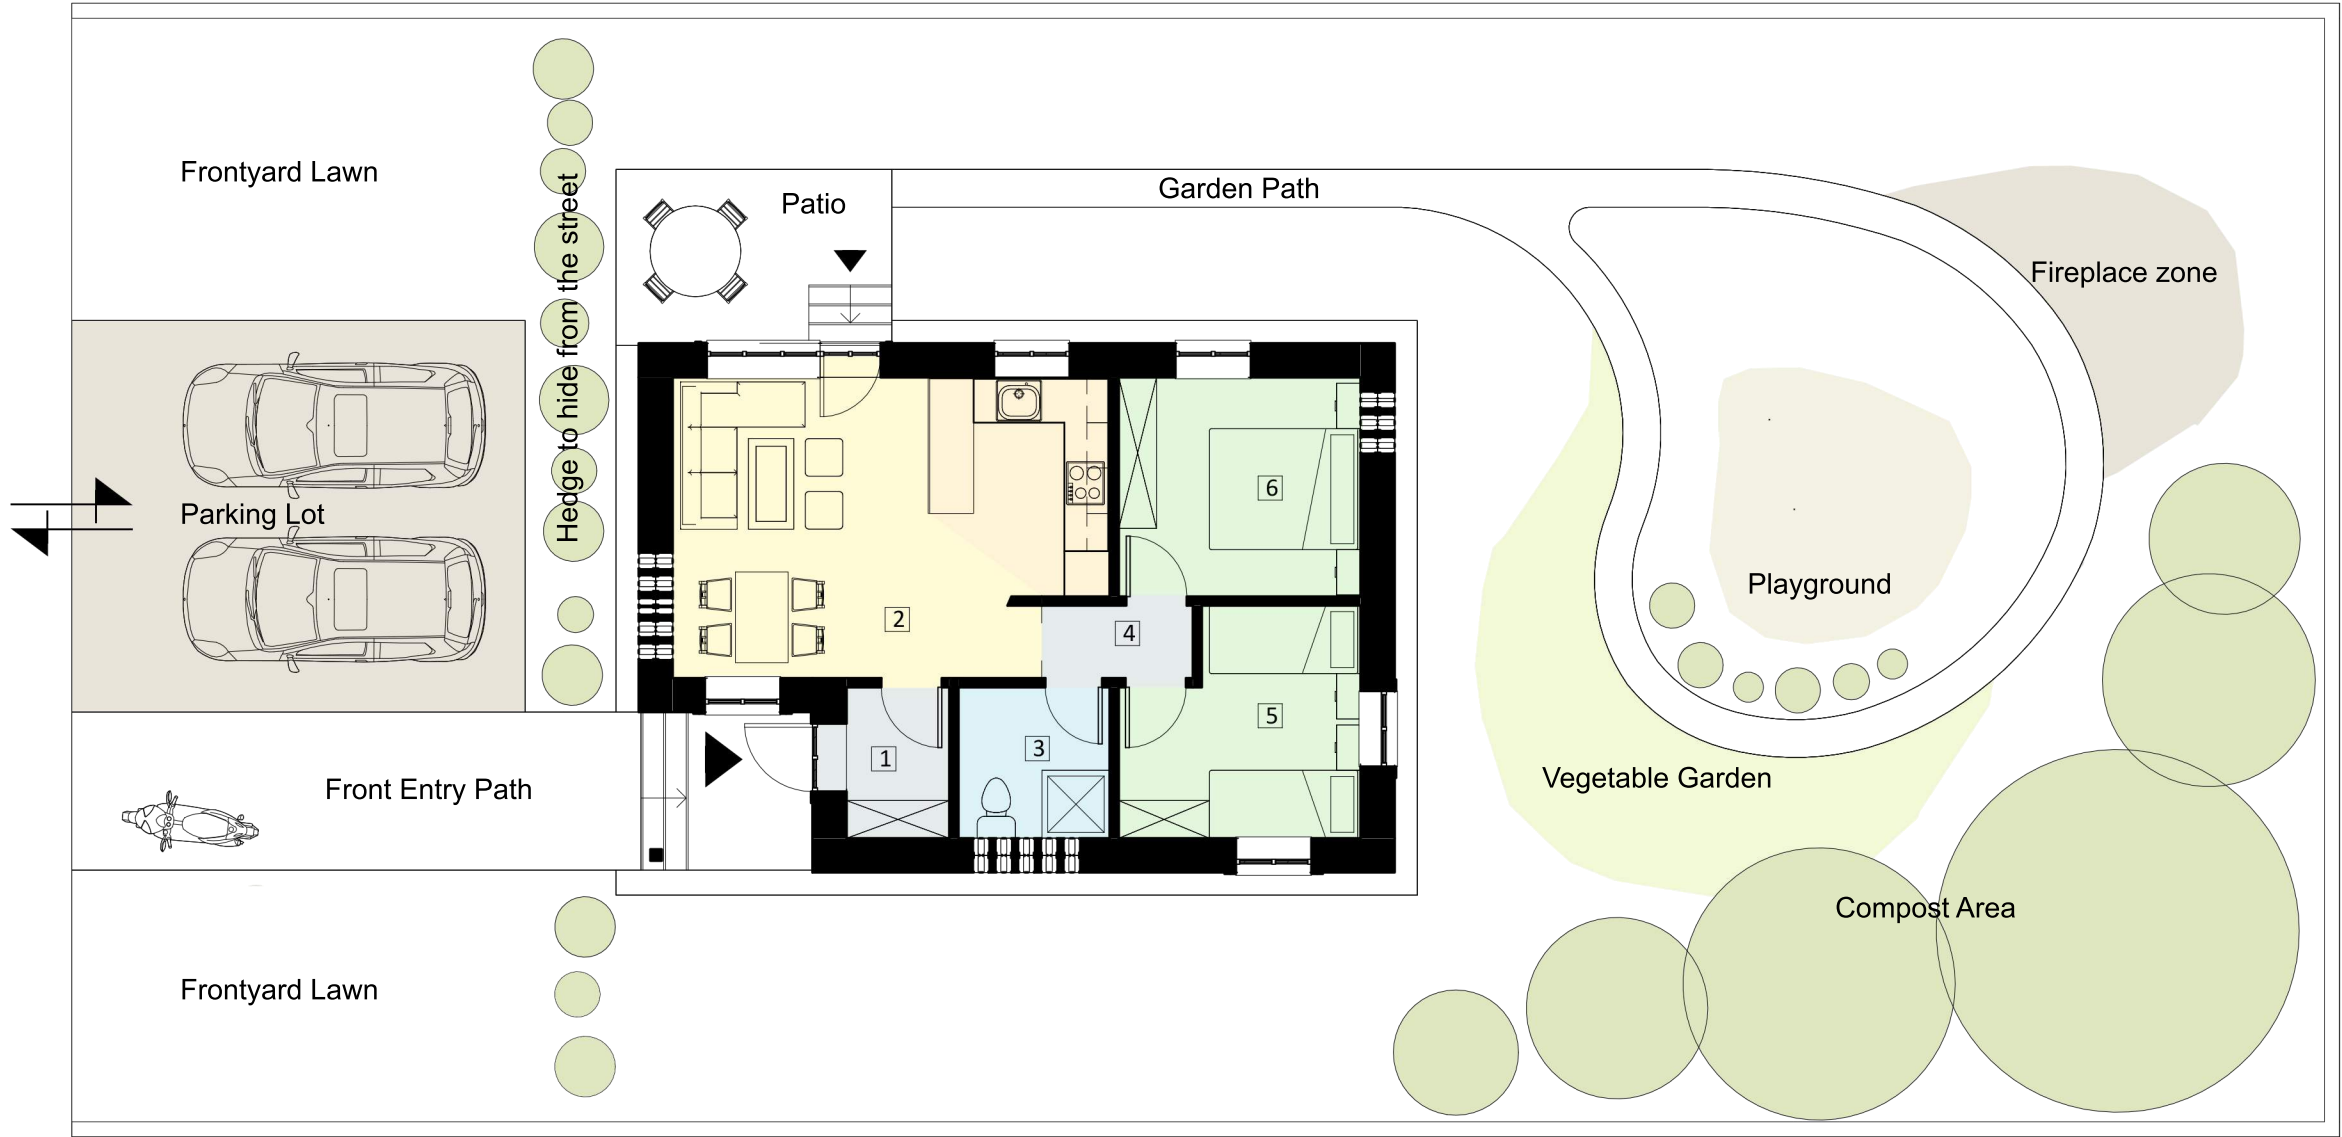 Frontyard Lawn
Hedge to hide from the street
Patio
Garden Path
Fireplace zone
Parking Lot
Playground
6
2
4
5
3
1
Front Entry Path
Vegetable Garden
Compost Area
Frontyard Lawn